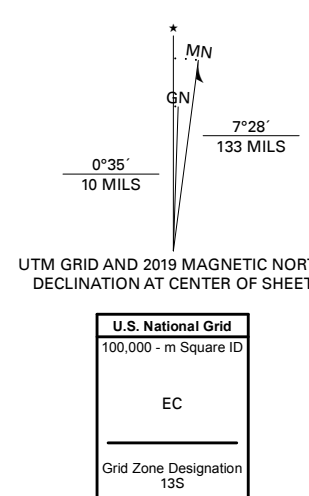 ★
MN
GN
7°28´
133 MILS
0°35´
10 MILS
UTM GRID AND 2019 MAGNETIC NORT
DECLINATION AT CENTER OF SHEET
U.S. National Grid
100,000 - m Square ID
EC
Grid Zone Designation
13S